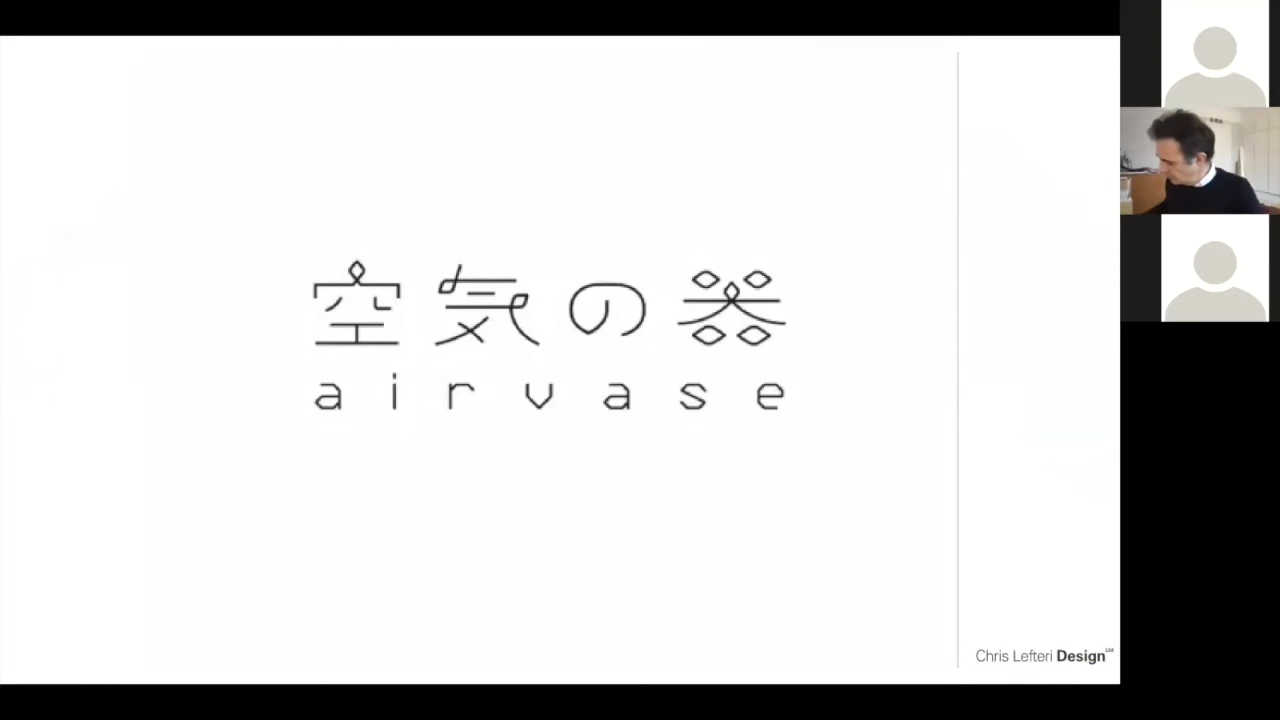 空気の器
airvase
Chris Lefteri Design